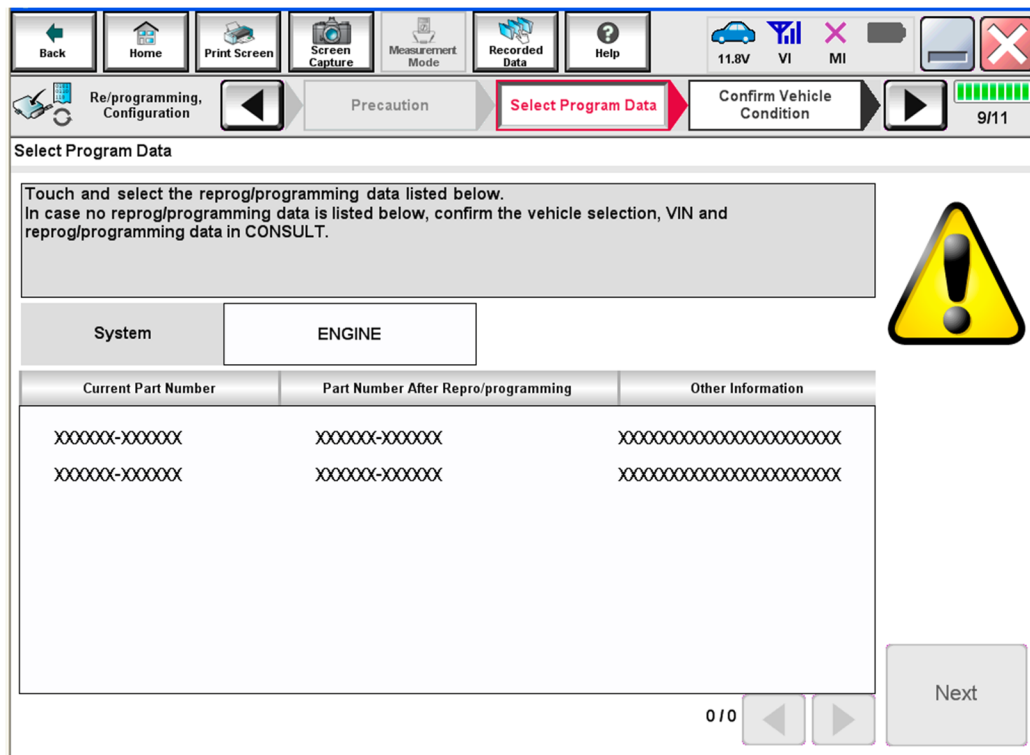 Back
Home
Print Screen
Screen
Capture
Measurement
Mode
Recorded
Data
Help
11.8V
VI
MI
Re/programming,
Configuration
Precaution
Select Program Data
Confirm Vehicle
Condition
9/11
Select Program Data
Touch and select the reprog/programming data listed below.
In case no reprog/programming data is listed below, confirm the vehicle selection, VIN and
reprog/programming data in CONSULT.
System
ENGINE
Current Part Number
Part Number After Repro/programming
Other Information
XXXXXX-XXXXXX
XXXXXX-XXXXXX
XXXXXXXXXXXXXXXXXXXXXX
XXXXXX-XXXXXX
XXXXXX-XXXXXX
XXXXXXXXXXXXXXXXXXXXXX
Next
0/0